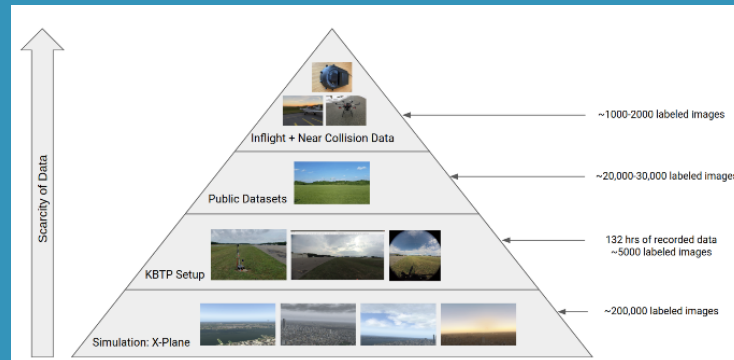 Scarcity of Data
Inflight + Near Collision Data
~1000-2000 labeled images
Public Datasets
~20,000-30,000 labeled images
KBTP Setup
132 hrs of recorded data
~5000 labeled images
Simulation: X-Plane
~200,000 labeled images